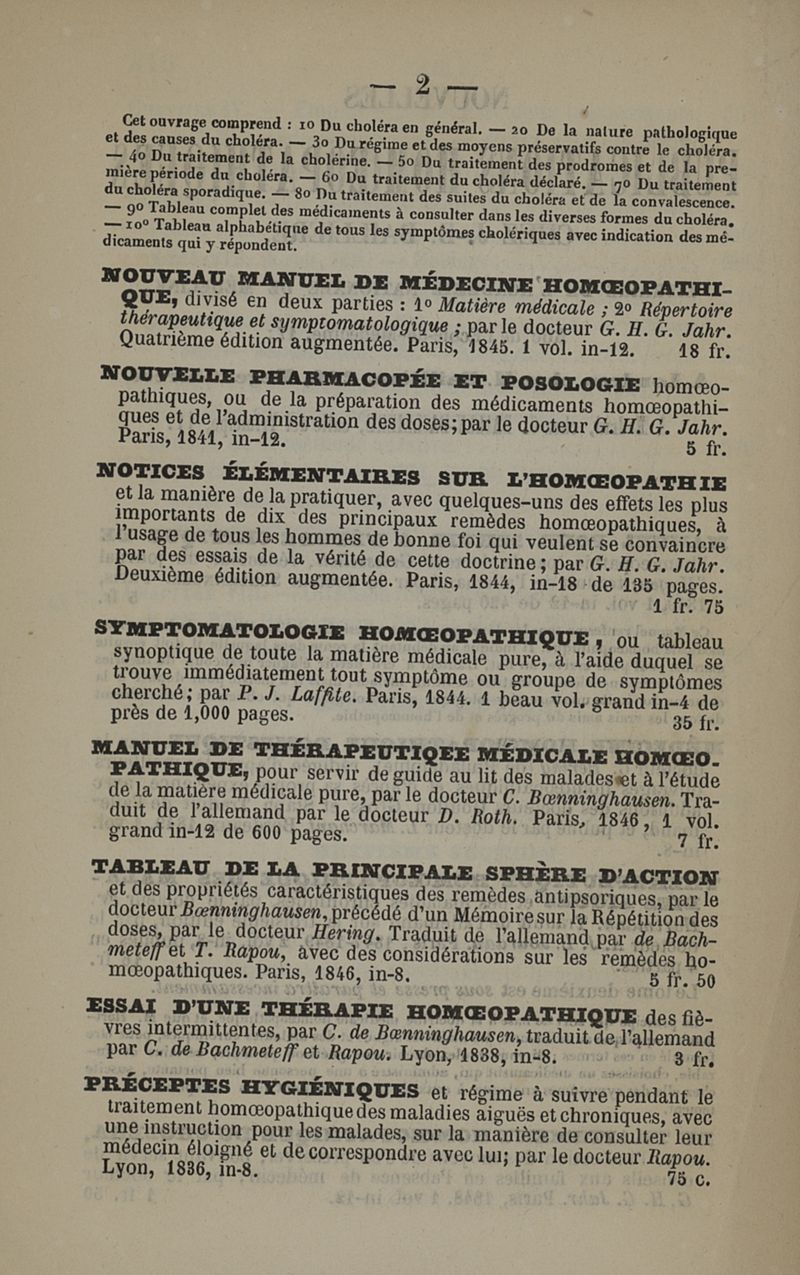 — 2 —
Cet ouvrage comprend : 1o Du choléra en général. — 2o De la nature pathologique
et des causes du choléra. — 3o Du régime et des moyens préservatifs contre le choléra.
— 4o Du traitement de la cholérine. — 5o Du traitement des prodromes et de la pre-
mière période du choléra. — 6o Du traitement du choléra déclaré. — 7o Du traitement
du choléra sporadique. — 8o Du traitement des suites du choléra et de la convalescence.
— 9o Tableau complet des médicaments à consulter dans les diverses formes du choléra.
— 10o Tableau alphabétique de tous les symptômes cholériques avec indication des mé-
dicaments qui y répondent.
NOUVEAU MANUEL DE MÉDECINE HOMŒOPATHI-
QUE, divisé en deux parties : 1o Matière médicale ; 2o Répertoire
thérapeutique et symptomatologique ; par le docteur G. H. G. Jahr.
Quatrième édition augmentée. Paris, 1845. 1 vol. in-12. 18 fr.
NOUVELLE PHARMACOPÉE ET POSOLOGIE homœo-
pathiques, ou de la préparation des médicaments homœopathi-
ques et de l'administration des doses; par le docteur G. H. G. Jahr.
Paris, 1841, in-12. 5 fr.
NOTICES ÉLÉMENTAIRES SUR L'HOMŒOPATHIE
et la manière de la pratiquer, avec quelques-uns des effets les plus
importants de dix des principaux remèdes homœopathiques, à
l'usage de tous les hommes de bonne foi qui veulent se convaincre
par des essais de la vérité de cette doctrine; par G. H. G. Jahr.
Deuxième édition augmentée. Paris, 1844, in-18 de 135 pages.
1 fr. 75
SYMPTOMATOLOGIE HOMŒOPATHIQUE, ou tableau
synoptique de toute la matière médicale pure, à l'aide duquel se
trouve immédiatement tout symptôme ou groupe de symptômes
cherché; par P. J. Laffite. Paris, 1844. 1 beau vol. grand in-4 de
près de 1,000 pages. 35 fr.
MANUEL DE THÉRAPEUTIQEE MÉDICALE HOMŒO-
PATHIQUE, pour servir de guide au lit des malades et à l'étude
de la matière médicale pure, par le docteur C. Bœnninghausen. Tra-
duit de l'allemand par le docteur D. Roth. Paris, 1846, 1 vol.
grand in-12 de 600 pages. 7 fr.
TABLEAU DE LA PRINCIPALE SPHÈRE D'ACTION
et des propriétés caractéristiques des remèdes antipsoriques, par le
docteur Bœnninghausen, précédé d'un Mémoire sur la Répétition des
doses, par le docteur Hering. Traduit de l'allemand par de Bach-
meteff et T. Rapou, avec des considérations sur les remèdes ho-
mœopathiques. Paris, 1846, in-8. 5 fr. 50
ESSAI D'UNE THÉRAPIE HOMŒOPATHIQUE des fiè-
vres intermittentes, par C. de Bœnninghausen, traduit de l'allemand
par C. de Bachmeteff et Rapou. Lyon, 1838, in-8. 3 fr.
PRÉCEPTES HYGIÉNIQUES et régime à suivre pendant le
traitement homœopathique des maladies aiguës et chroniques, avec
une instruction pour les malades, sur la manière de consulter leur
médecin éloigné et de correspondre avec lui; par le docteur Rapou.
Lyon, 1836, in-8. 75 c.